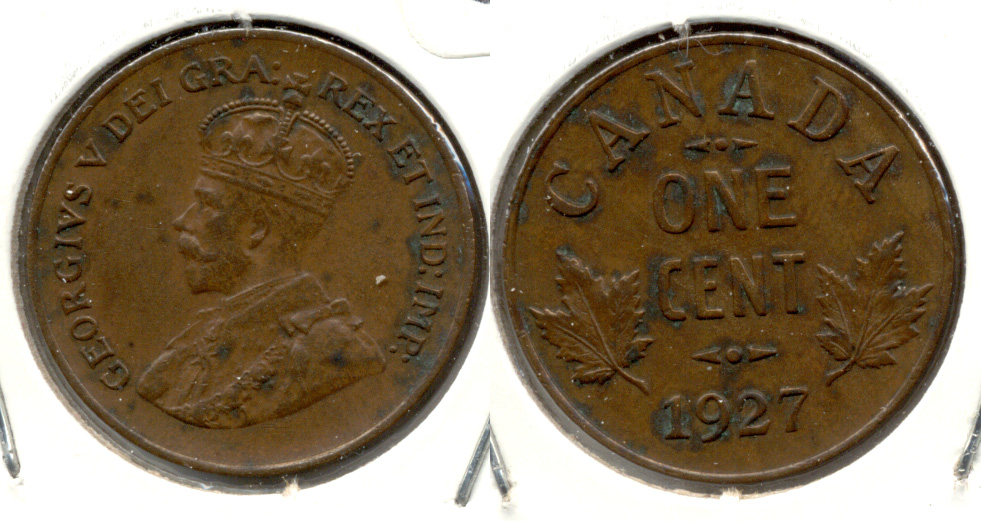 GEORGIVS V DEI GRA: REX ET IND: IMP:
CANADA
ONE
CENT
1927